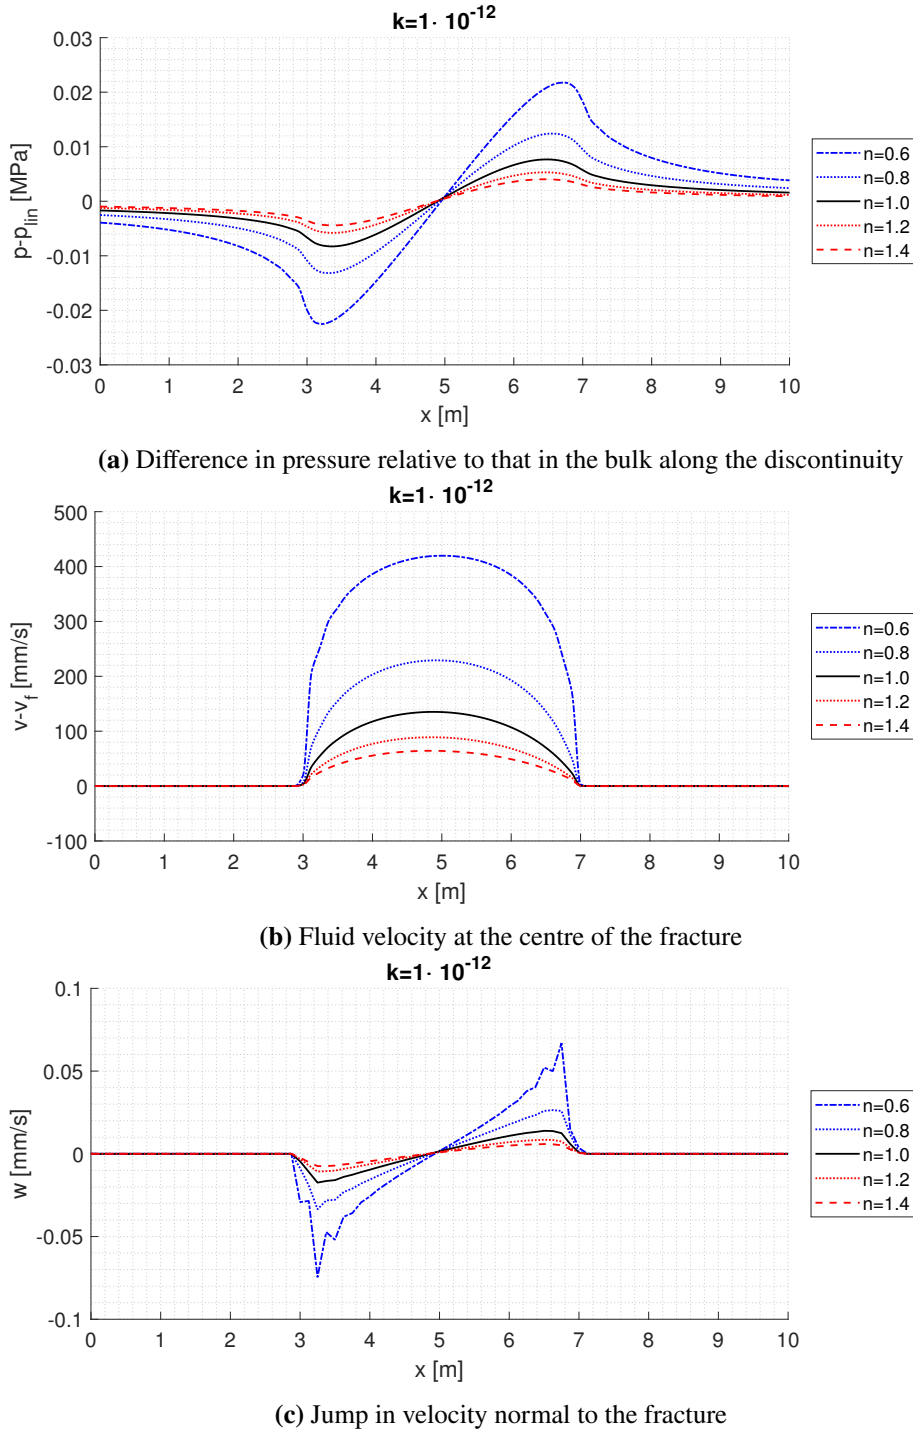 k=1· 10^-12
0.03
0.02
0.01
0
-0.01
-0.02
-0.03
p-p_lin [MPa]
0 1 2 3 4 5 6 7 8 9 10
x [m]
n=0.6
n=0.8
n=1.0
n=1.2
n=1.4
(a) Difference in pressure relative to that in the bulk along the discontinuity
k=1· 10^-12
500
400
300
200
100
0
-100
v-v_f [mm/s]
0 1 2 3 4 5 6 7 8 9 10
x [m]
n=0.6
n=0.8
n=1.0
n=1.2
n=1.4
(b) Fluid velocity at the centre of the fracture
k=1· 10^-12
0.1
0.05
0
-0.05
-0.1
w [mm/s]
0 1 2 3 4 5 6 7 8 9 10
x [m]
n=0.6
n=0.8
n=1.0
n=1.2
n=1.4
(c) Jump in velocity normal to the fracture